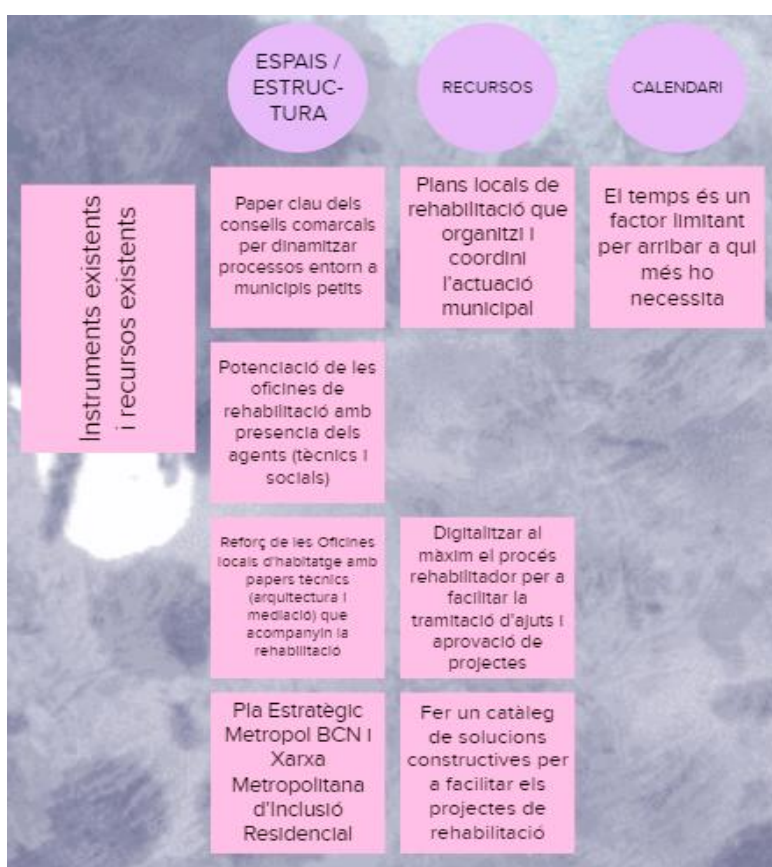 ESPAIS /
ESTRUC-
TURA
RECURSOS
CALENDARI
Instruments existents
i recursos existents
Paper clau dels
consells comarcals
per dinamitzar
processos entorn a
municipis petits
Plans locals de
rehabilitació que
organitzi i
coordini
l'actuació
municipal
El temps és un
factor limitant
per arribar a qui
més ho
necessita
Potenciació de les
oficines de
rehabilitació amb
presencia dels
agents (tècnics i
socials)
Reforç de les Oficines
locals d'habitatge amb
papers tècnics
(arquitectura i
mediació) que
acompanyin la
rehabilitació
Digitalitzar al
màxim el procés
rehabilitador per a
facilitar la
tramitació d'ajuts i
aprovació de
projectes
Pla Estratègic
Metropol BCN i
Xarxa
Metropolitana
d'Inclusió
Residencial
Fer un catàleg
de solucions
constructives per
a facilitar els
projectes de
rehabilitació